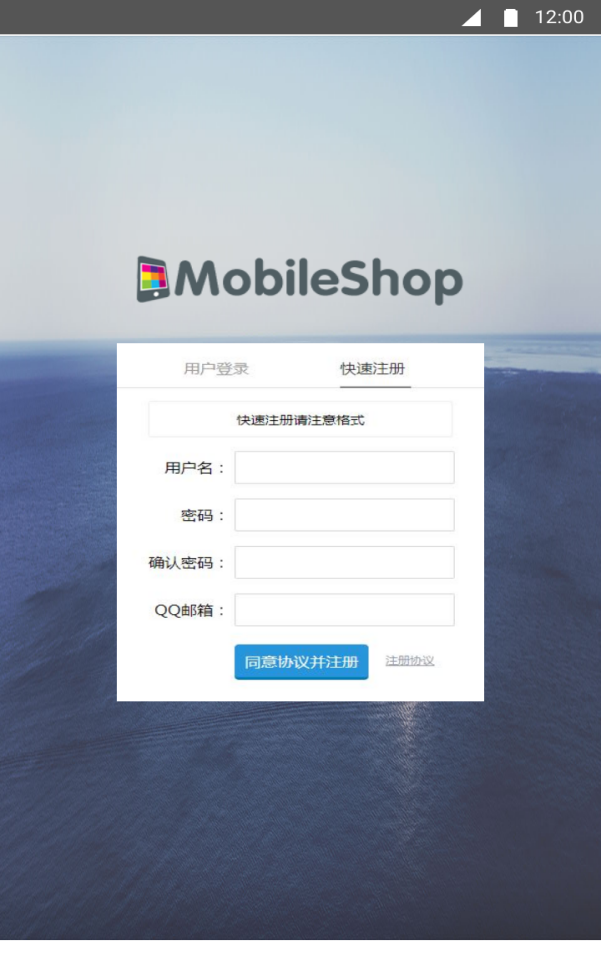 12:00
MobileShop
用户登录 快速注册
快速注册请注意格式
用户名：
密码：
确认密码：
QQ邮箱：
同意协议并注册 注册协议